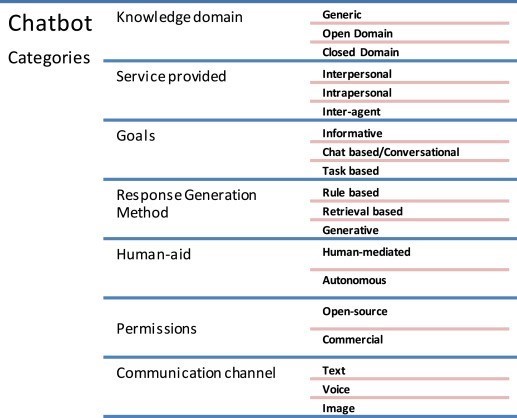 Chatbot
Categories
Knowledge domain
Generic
Open Domain
Closed Domain
Service provided
Interpersonal
Intrapersonal
Inter-agent
Goals
Informative
Chat based/Conversational
Task based
Response Generation
Method
Rule based
Retrieval based
Generative
Human-aid
Human-mediated
Autonomous
Permissions
Open-source
Commercial
Communication channel
Text
Voice
Image